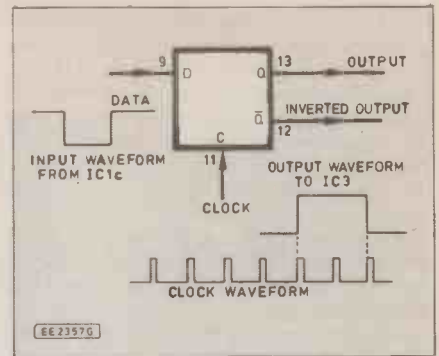 9
13
D
Q
OUTPUT
DATA
INVERTED OUTPUT
Q̅
12
C
INPUT WAVEFORM
FROM IC1c
11
OUTPUT WAVEFORM
TO IC3
CLOCK
CLOCK WAVEFORM
EE2357G